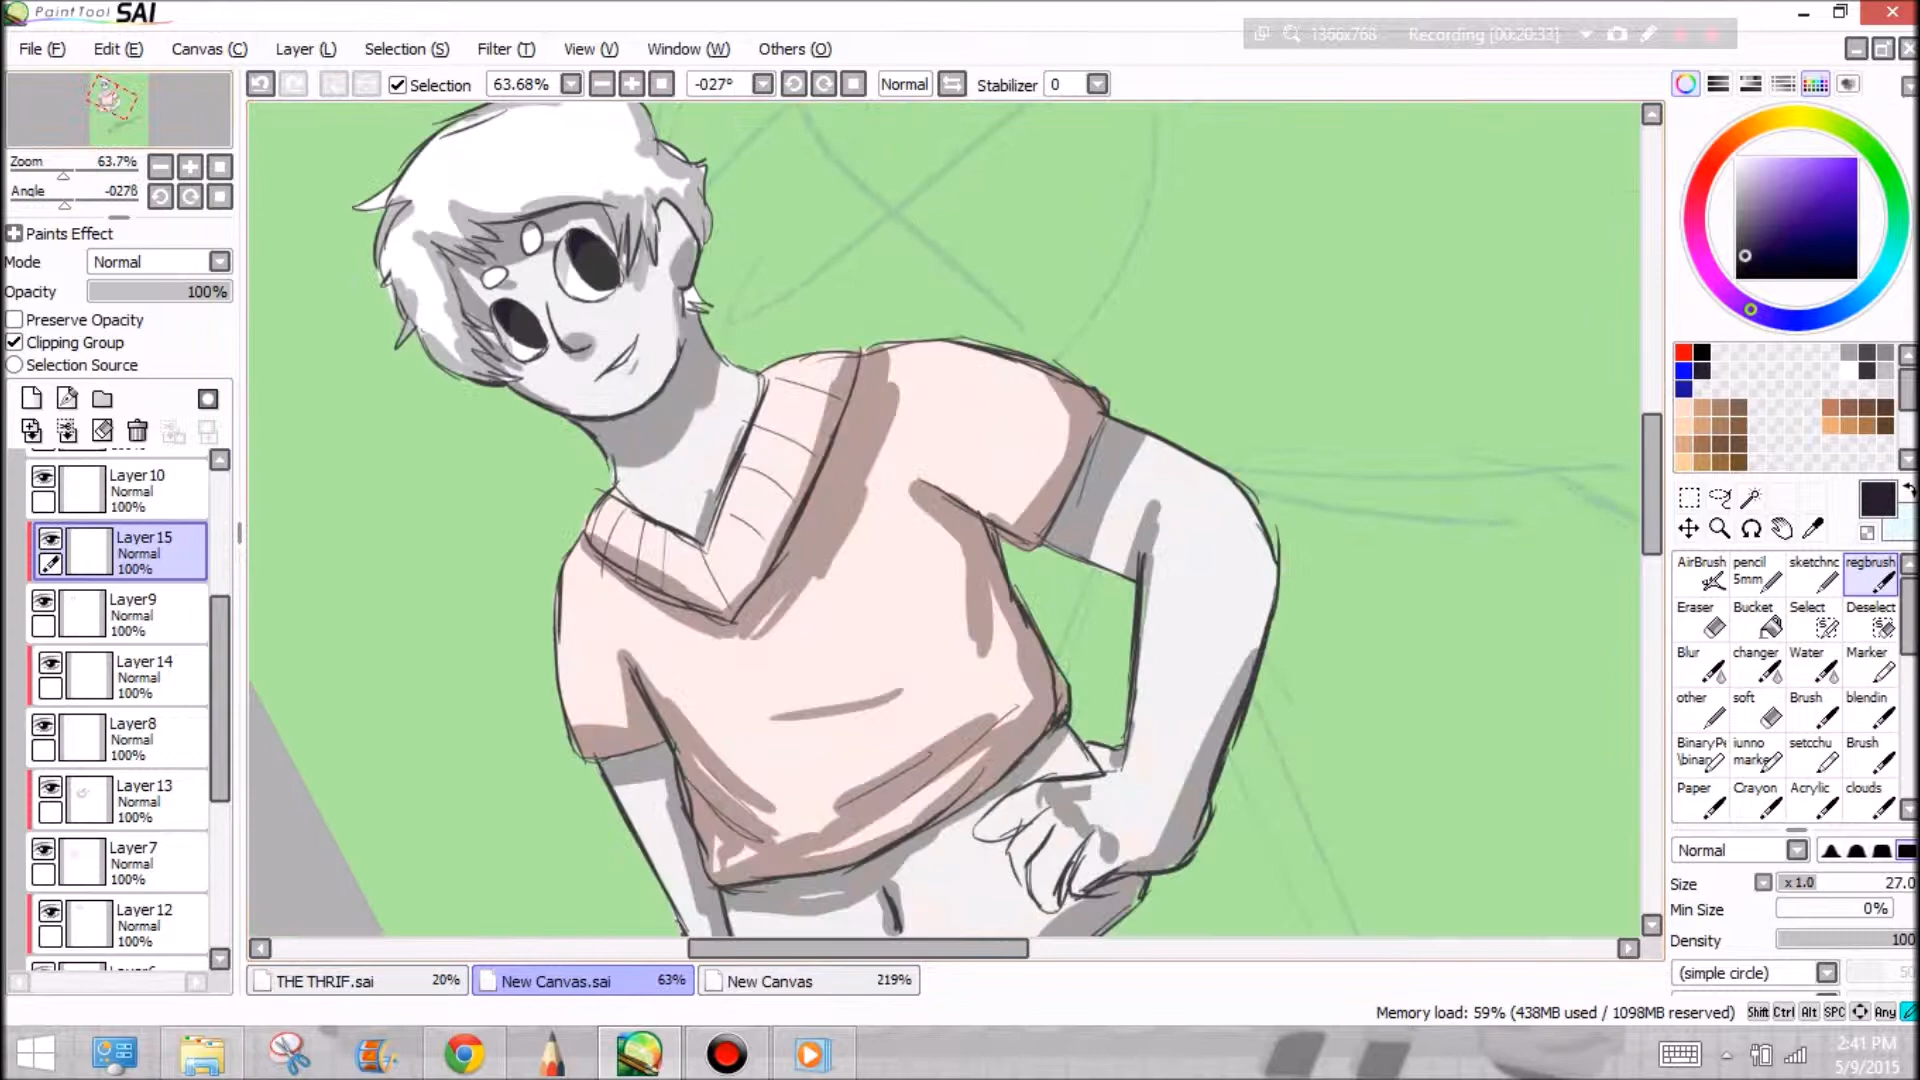 PaintTool SAI
1366x768 Recording [00:20:33]
File (F) Edit (E) Canvas (C) Layer (L) Selection (S) Filter (T) View (V) Window (W) Others (O)
Selection 63.68% -027° Normal Stabilizer 0
Zoom 63.7%
Angle -027ß
Paints Effect
Mode Normal
Opacity 100%
Preserve Opacity
Clipping Group
Selection Source
Layer10
Normal
100%
Layer15
Normal
100%
Layer9
Normal
100%
Layer14
Normal
100%
Layer8
Normal
100%
Layer13
Normal
100%
Layer7
Normal
100%
Layer12
Normal
100%
AirBrush pencil 5mm sketchnc regbrush
Eraser Bucket Select Deselect
Blur changer Water Marker
other soft Brush blendin
BinaryPe \binar iunno marke setcchu Brush
Paper Crayon Acrylic clouds
Normal
Size x 1.0 27.0
Min Size 0%
Density 100
(simple circle) 50
THE THRIF.sai 20% New Canvas.sai 63% New Canvas 219%
Memory load: 59% (438MB used / 1098MB reserved) Shift Ctrl Alt SPC Any
2:41 PM
5/9/2015